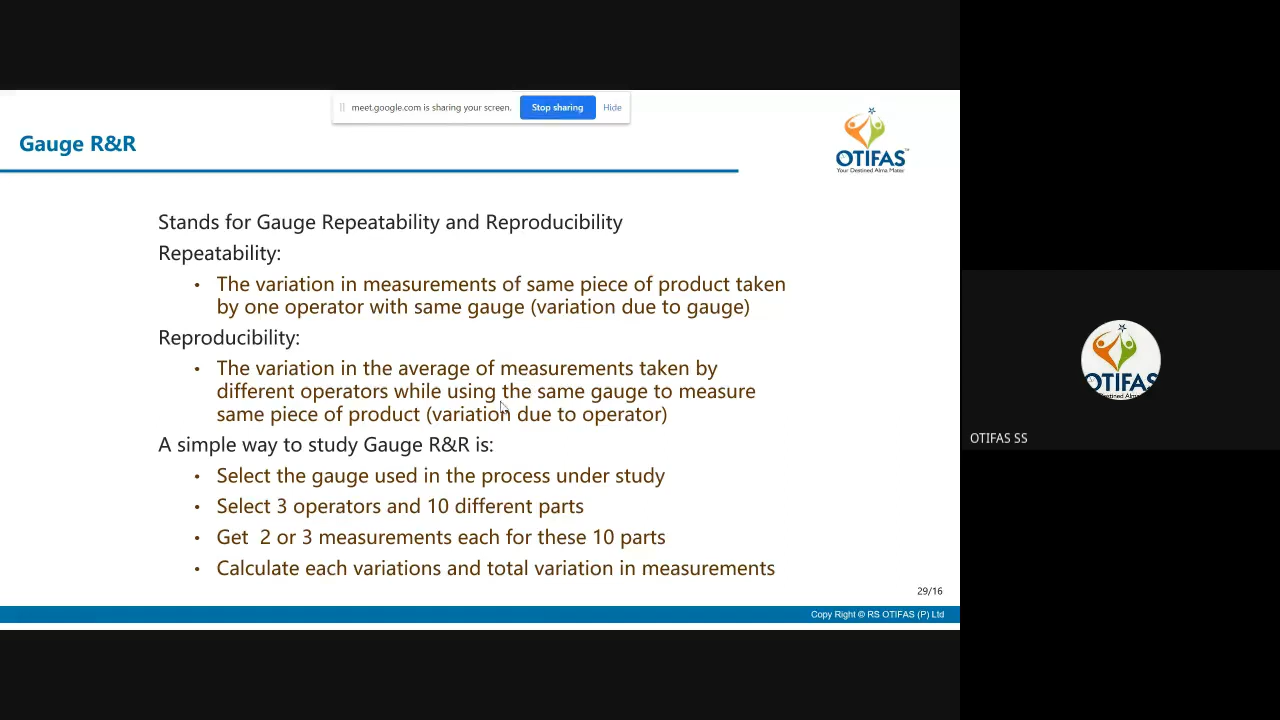 meet.google.com is sharing your screen. Stop sharing Hide
Gauge R&R
OTIFAS™
Your Destined Alma Mater
Stands for Gauge Repeatability and Reproducibility
Repeatability:
• The variation in measurements of same piece of product taken
by one operator with same gauge (variation due to gauge)
Reproducibility:
• The variation in the average of measurements taken by
different operators while using the same gauge to measure
same piece of product (variation due to operator)
A simple way to study Gauge R&R is:
• Select the gauge used in the process under study
• Select 3 operators and 10 different parts
• Get 2 or 3 measurements each for these 10 parts
• Calculate each variations and total variation in measurements
29/16
Copy Right © RS OTIFAS (P) Ltd
OTIFAS
OTIFAS SS